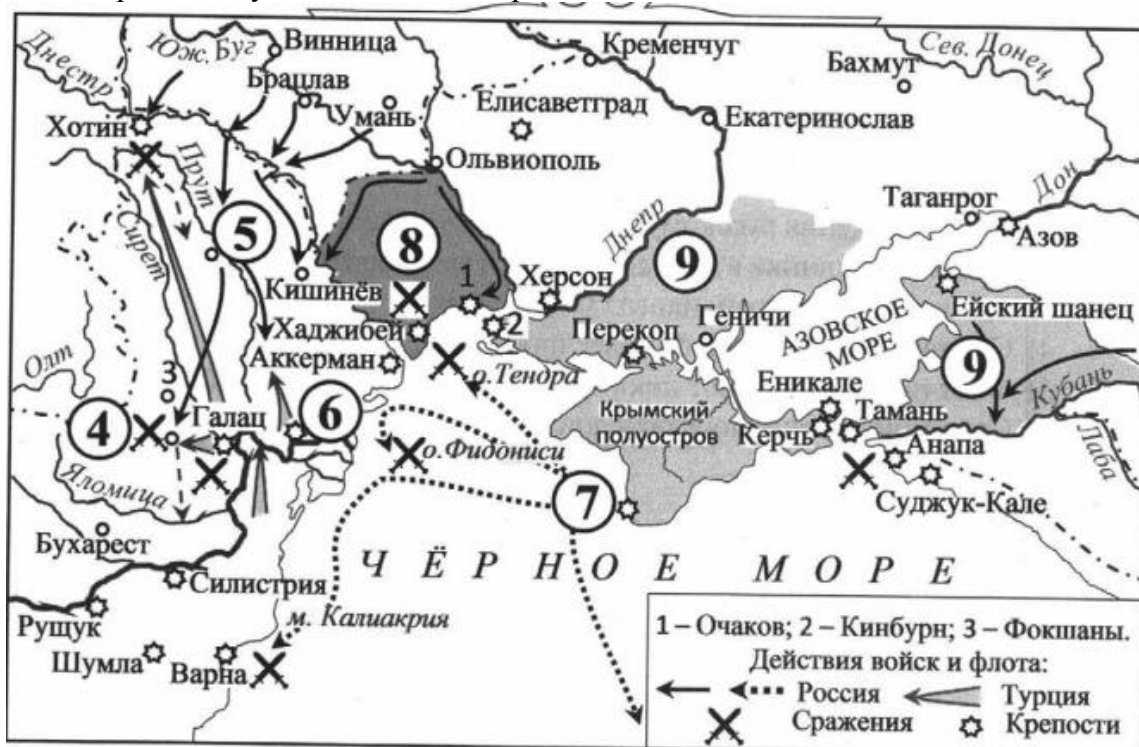 Винница
Юж. Буг
Кременчуг
Сев. Донец
Днестр
Брацлав
Бахмут
Умань
Елисаветград
Хотин
Екатеринослав
Ольвиополь
Прут
Таганрог
Дон
Сирет
5
8
Днепр
9
Азов
Кишинёв
1
Херсон
Ейский шанец
Хаджибей
2
Перекоп
Геничи
АЗОВСКОЕ
МОРЕ
Олт
Аккерман
о. Тендра
9
3
Еникале
Кубань
4
Галац
6
Крымский
полуостров
Керчь
Тамань
Лаба
о. Фидониси
Анапа
Яломица
7
Суджук-Кале
Бухарест
ЧЁРНОЕ МОРЕ
Силистрия
м. Калиакрия
Рущук
Шумла
Варна
1 – Очаков; 2 – Кинбурн; 3 – Фокшаны.
Действия войск и флота:
Россия Турция
Сражения Крепости